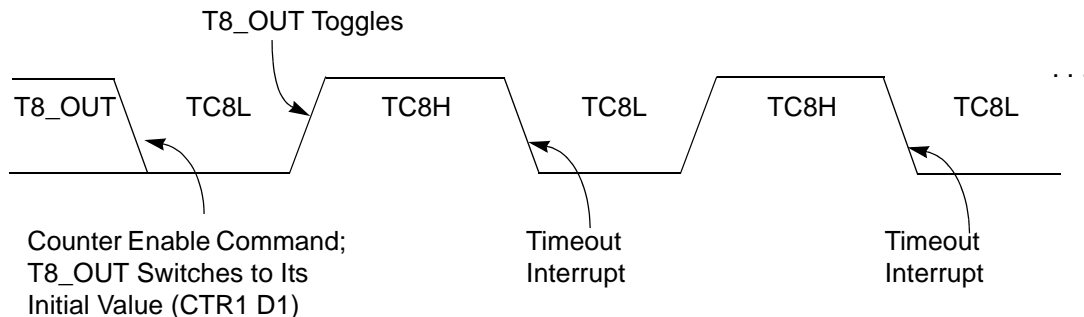 T8_OUT Toggles
. . .
T8_OUT TC8L TC8H TC8L TC8H TC8L
Counter Enable Command;
T8_OUT Switches to Its
Initial Value (CTR1 D1)
Timeout
Interrupt
Timeout
Interrupt